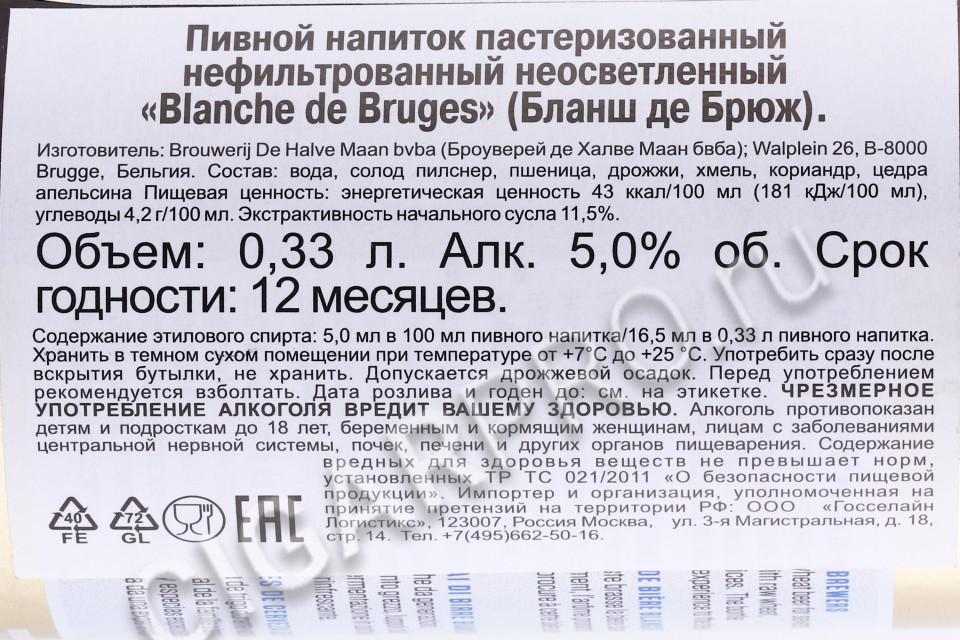 Пивной напиток пастеризованный
нефильтрованный неосветленный
«Blanche de Bruges» (Бланш де Брюж).
Изготовитель: Brouwerij De Halve Maan bvba (Броуверей де Халве Маан бвба); Walplein 26, B-8000
Brugge, Бельгия. Состав: вода, солод пилснер, пшеница, дрожжи, хмель, кориандр, цедра
апельсина Пищевая ценность: энергетическая ценность 43 ккал/100 мл (181 кДж/100 мл),
углеводы 4,2 г/100 мл. Экстрактивность начального сусла 11,5%.
Объем: 0,33 л. Алк. 5,0% об. Срок
годности: 12 месяцев.
Содержание этилового спирта: 5,0 мл в 100 мл пивного напитка/16,5 мл в 0,33 л пивного напитка.
Хранить в темном сухом помещении при температуре от +7°С до +25 °С. Употребить сразу после
вскрытия бутылки, не хранить. Допускается дрожжевой осадок. Перед употреблением
рекомендуется взболтать. Дата розлива и годен до: см. на этикетке. ЧРЕЗМЕРНОЕ
УПОТРЕБЛЕНИЕ АЛКОГОЛЯ ВРЕДИТ ВАШЕМУ ЗДОРОВЬЮ. Алкоголь противопоказан
детям и подросткам до 18 лет, беременным и кормящим женщинам, лицам с заболеваниями
центральной нервной системы, почек, печени и других органов пищеварения. Содержание
вредных для здоровья веществ не превышает норм,
установленных ТР ТС 021/2011 «О безопасности пищевой
продукции». Импортер и организация, уполномоченная на
принятие претензий на территории РФ: ООО «Госселайн
Логистикс», 123007, Россия Москва, ул. 3-я Магистральная, д. 18,
стр. 14. Тел. +7(495)662-50-16.
40
FE
72
GL
EAC
CIGARPRO.ru
BREWERS